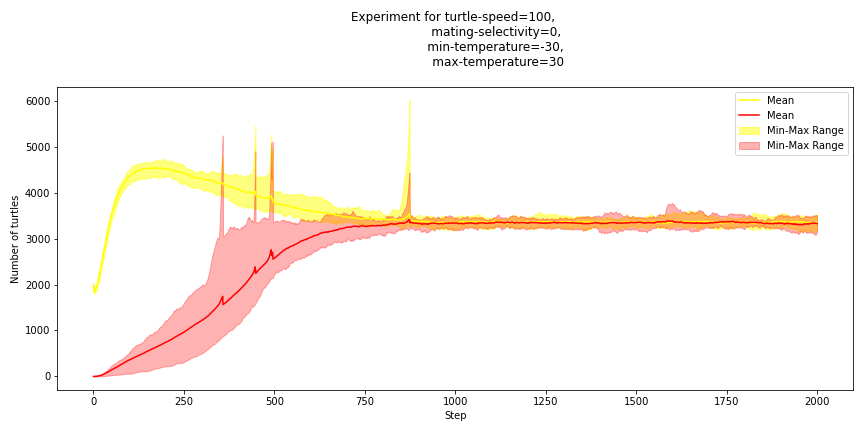 Experiment for turtle-speed=100,
mating-selectivity=0,
min-temperature=-30,
max-temperature=30
Mean
Mean
Min-Max Range
Min-Max Range
Number of turtles
6000
5000
4000
3000
2000
1000
0
0 250 500 750 1000 1250 1500 1750 2000
Step